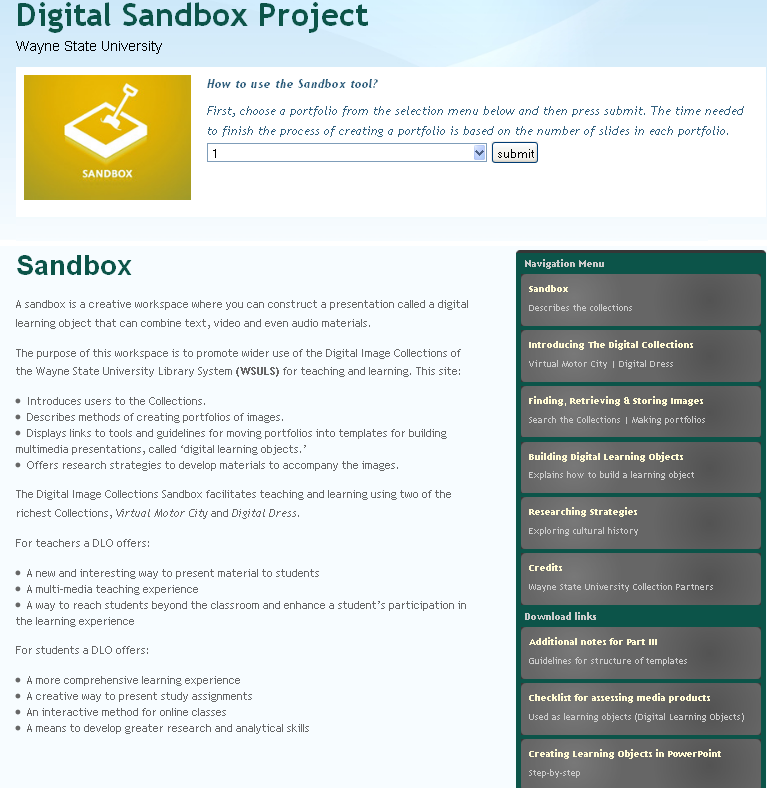 Digital Sandbox Project
Wayne State University
SANDBOX
How to use the Sandbox tool?
First, choose a portfolio from the selection menu below and then press submit. The time needed
to finish the process of creating a portfolio is based on the number of slides in each portfolio.
1
submit
Sandbox
A sandbox is a creative workspace where you can construct a presentation called a digital
learning object that can combine text, video and even audio materials.
The purpose of this workspace is to promote wider use of the Digital Image Collections of
the Wayne State University Library System (WSULS) for teaching and learning. This site:
• Introduces users to the Collections.
• Describes methods of creating portfolios of images.
• Displays links to tools and guidelines for moving portfolios into templates for building
multimedia presentations, called ‘digital learning objects.’
• Offers research strategies to develop materials to accompany the images.
The Digital Image Collections Sandbox facilitates teaching and learning using two of the
richest Collections, Virtual Motor City and Digital Dress.
For teachers a DLO offers:
• A new and interesting way to present material to students
• A multi-media teaching experience
• A way to reach students beyond the classroom and enhance a student’s participation in
the learning experience
For students a DLO offers:
• A more comprehensive learning experience
• A creative way to present study assignments
• An interactive method for online classes
• A means to develop greater research and analytical skills
Navigation Menu
Sandbox
Describes the collections
Introducing The Digital Collections
Virtual Motor City | Digital Dress
Finding, Retrieving & Storing Images
Search the Collections | Making portfolios
Building Digital Learning Objects
Explains how to build a learning object
Researching Strategies
Exploring cultural history
Credits
Wayne State University Collection Partners
Download links
Additional notes for Part III
Guidelines for structure of templates
Checklist for assessing media products
Used as learning objects (Digital Learning Objects)
Creating Learning Objects in PowerPoint
Step-by-step